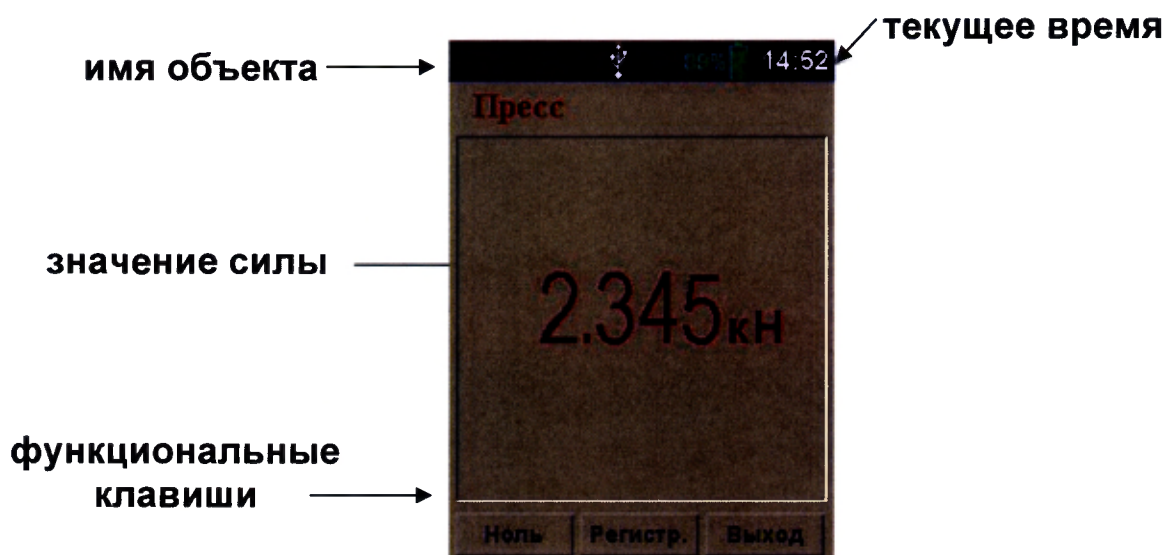 текущее время
имя объекта
14:52
Пресс
значение силы
2.345кН
функциональные
клавиши
Ноль Регистр. Выход